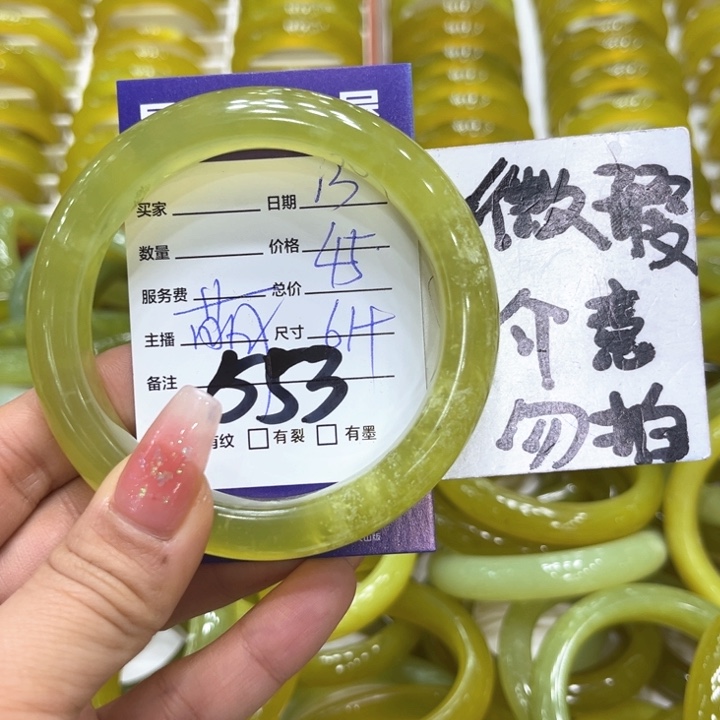 买家 日期 15
数量 价格 45
服务费 总价
主播 尺寸 61+
备注 553
有纹 有裂 有墨
微瑕
介意
勿拍